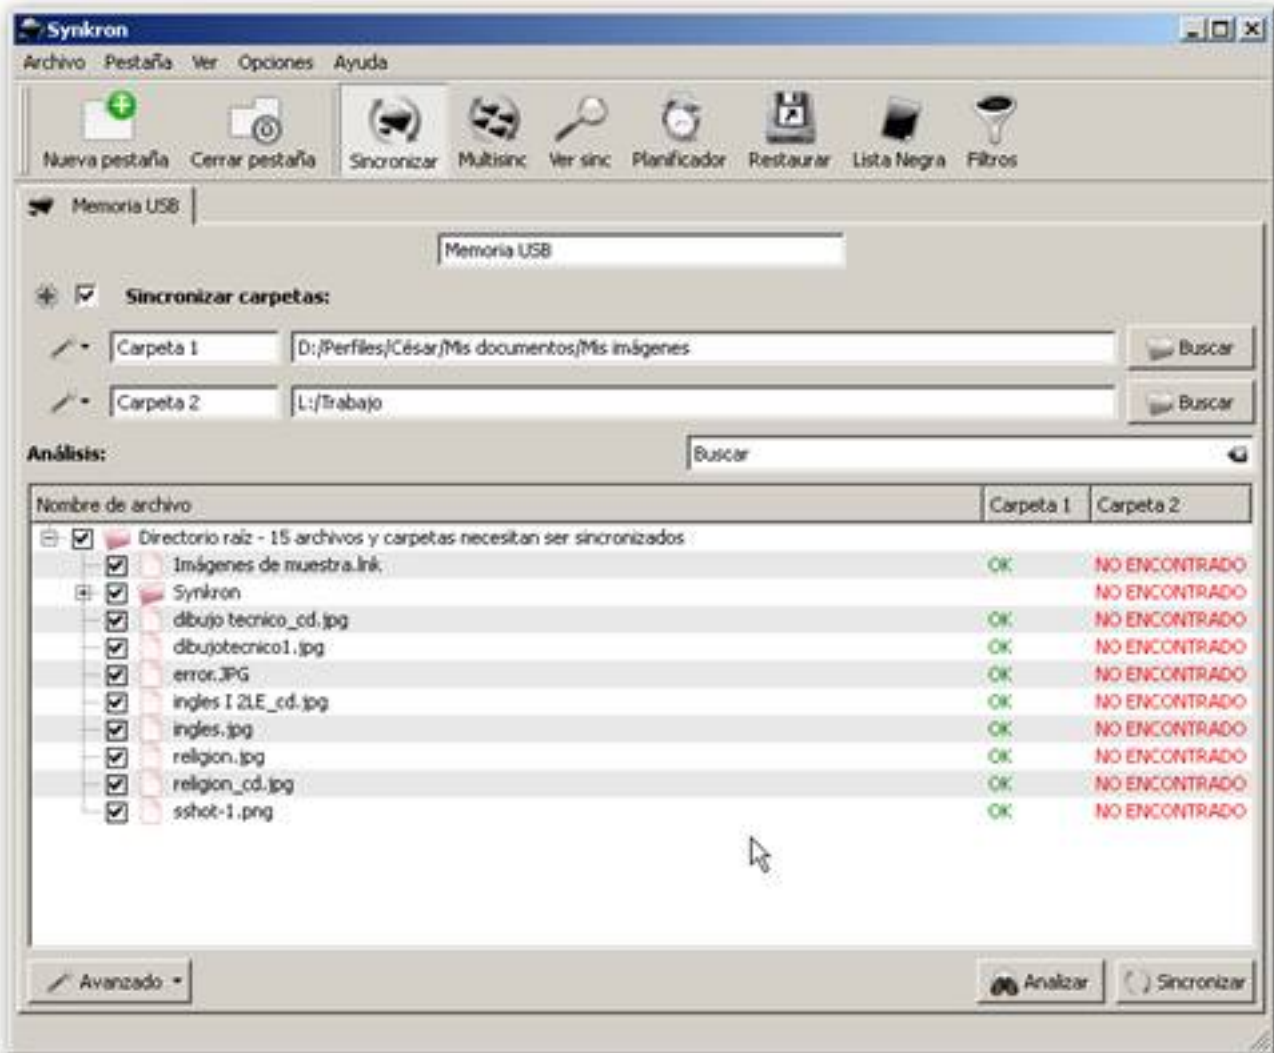 Synkron
Archivo Pestaña Ver Opciones Ayuda
Nueva pestaña Cerrar pestaña Sincronizar Multisinc Ver sinc Planificador Restaurar Lista Negra Filtros
Memoria USB
Memoria USB
Sincronizar carpetas:
Carpeta 1 D:/Perfiles/César/Mis documentos/Mis imágenes Buscar
Carpeta 2 L:/Trabajo Buscar
Análisis: Buscar
Nombre de archivo Carpeta 1 Carpeta 2
Directorio raíz - 15 archivos y carpetas necesitan ser sincronizados
Imágenes de muestra.lnk OK NO ENCONTRADO
Synkron NO ENCONTRADO
dibujo tecnico_cd.jpg OK NO ENCONTRADO
dibujotecnico1.jpg OK NO ENCONTRADO
error.JPG OK NO ENCONTRADO
ingles I 2LE_cd.jpg OK NO ENCONTRADO
ingles.jpg OK NO ENCONTRADO
religion.jpg OK NO ENCONTRADO
religion_cd.jpg OK NO ENCONTRADO
sshot-1.png OK NO ENCONTRADO
Avanzado Analizar Sincronizar